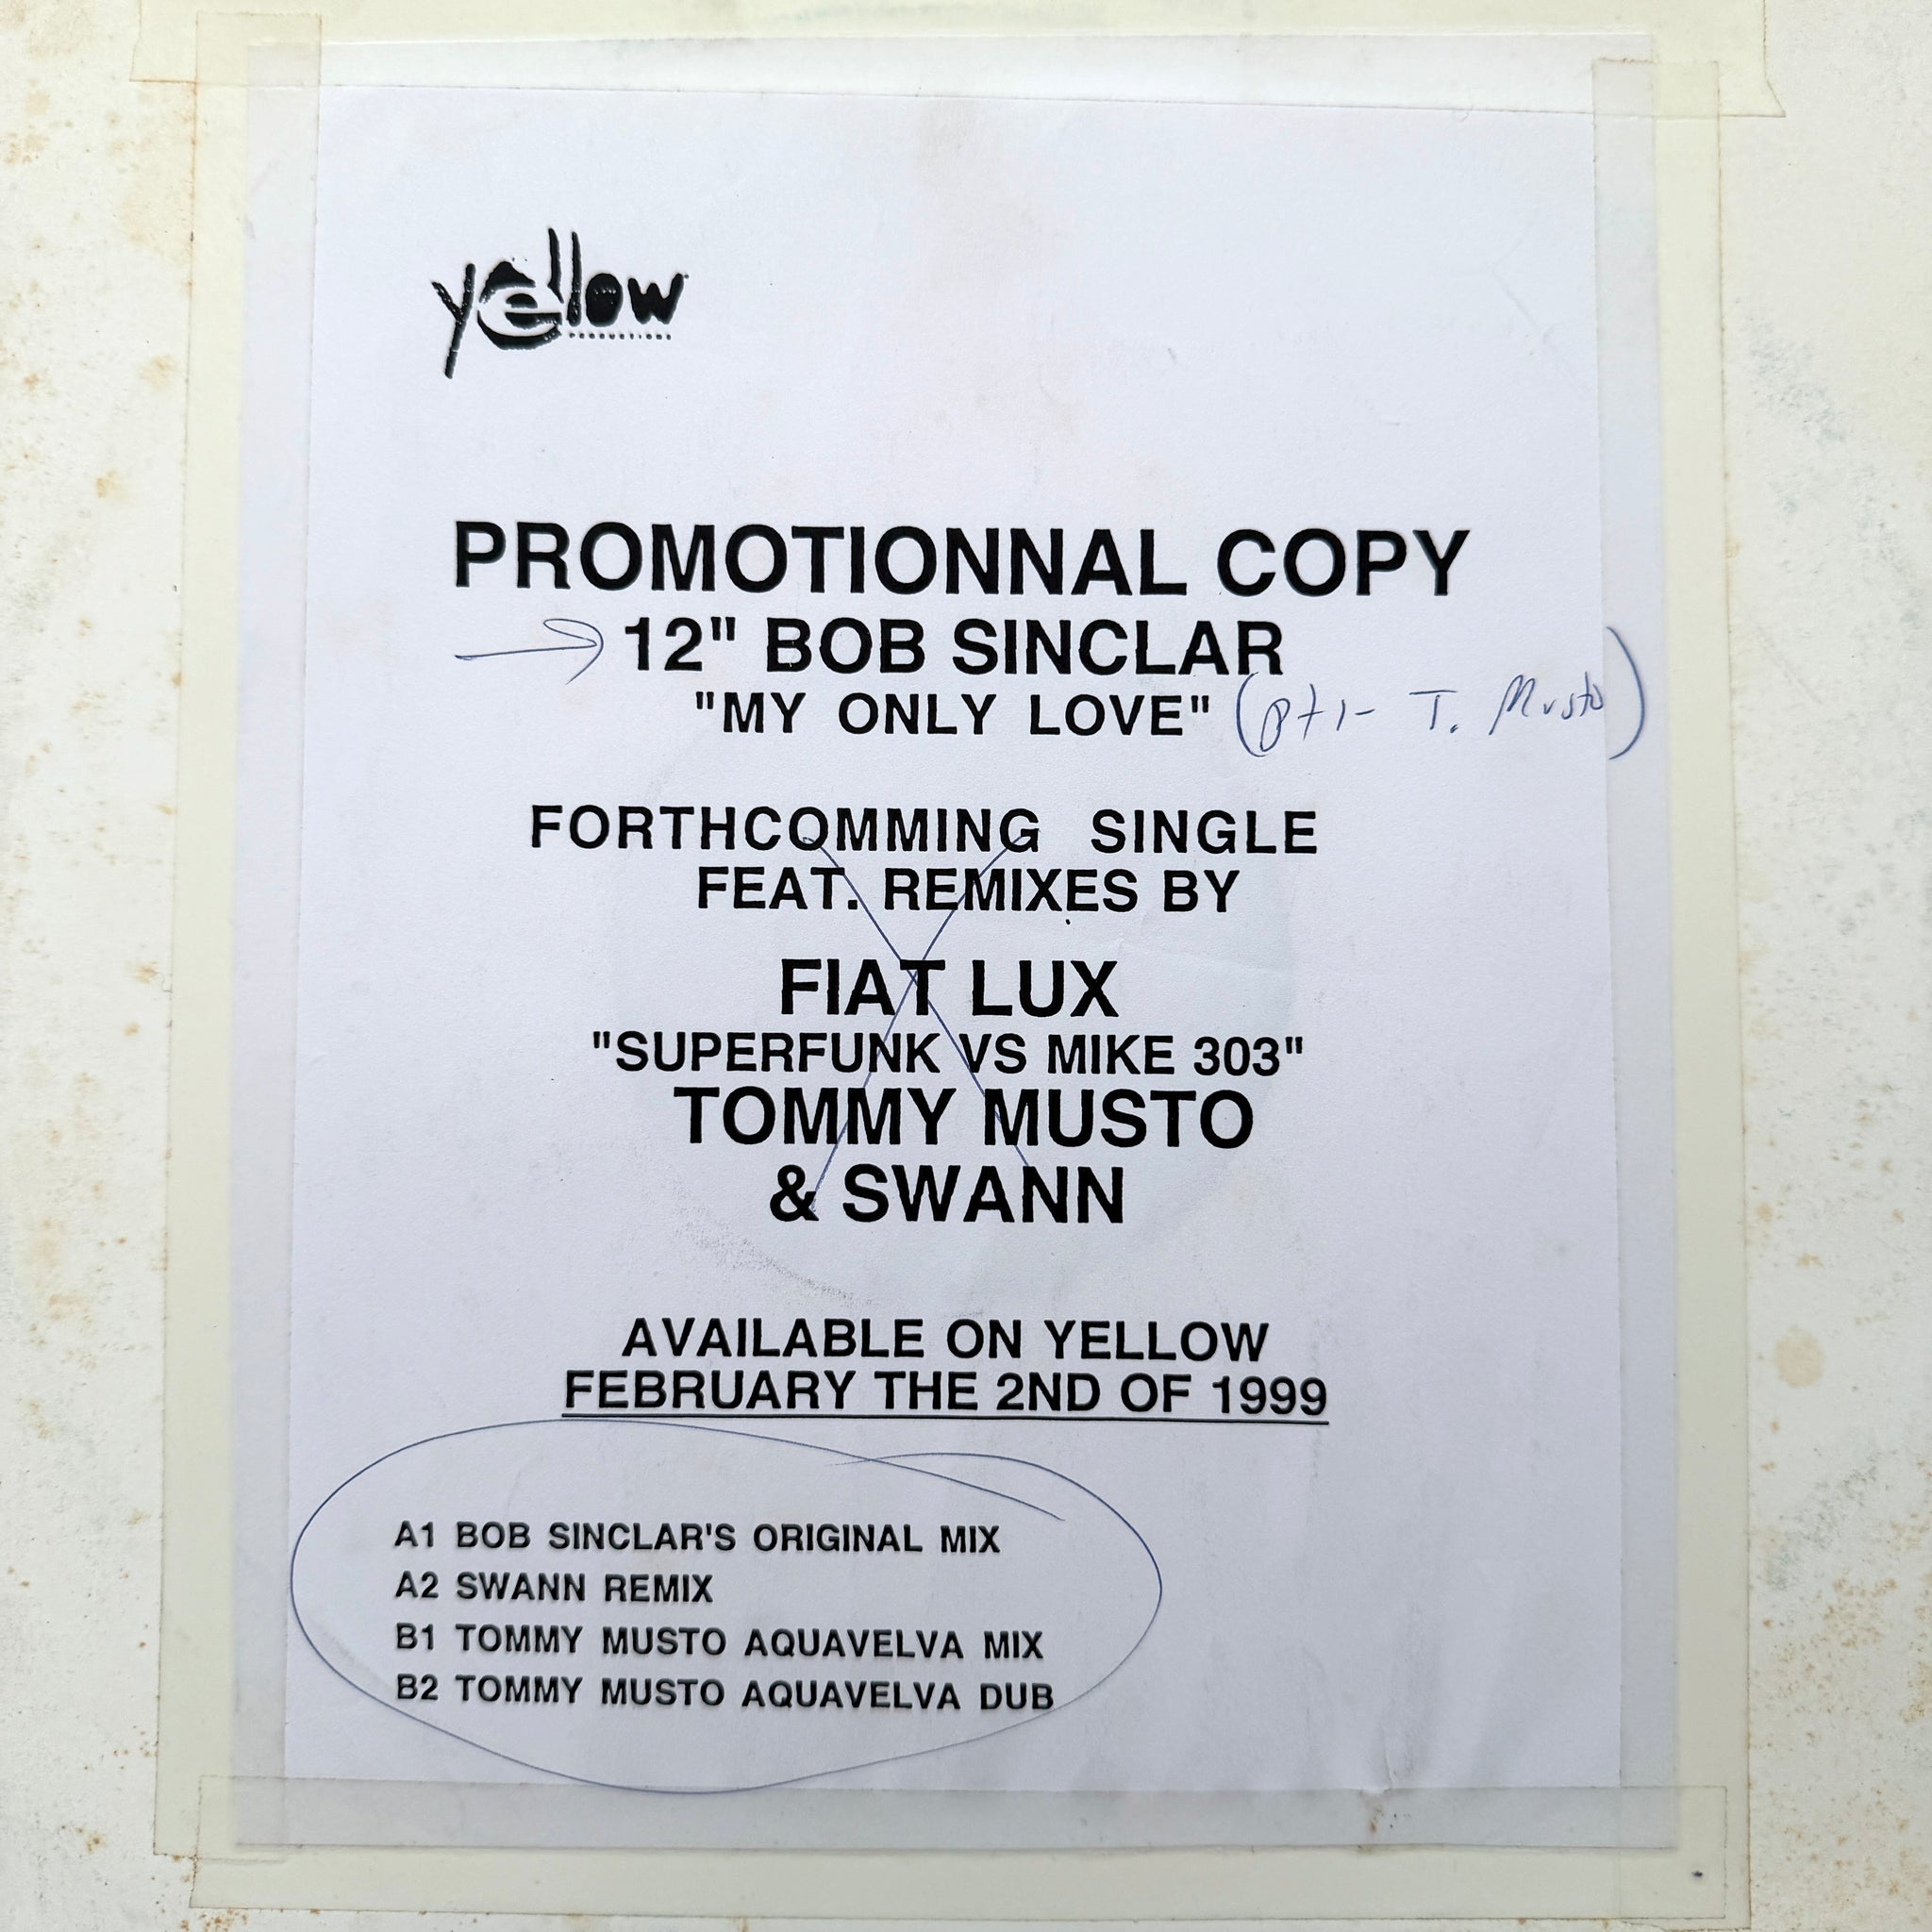 yellow
PRODUCTIONS
PROMOTIONNAL COPY
12" BOB SINCLAR
"MY ONLY LOVE" ( T. Musto)
FORTHCOMMING SINGLE
FEAT. REMIXES BY
FIAT LUX
"SUPERFUNK VS MIKE 303"
TOMMY MUSTO
& SWANN
AVAILABLE ON YELLOW
FEBRUARY THE 2ND OF 1999
A1 BOB SINCLAR'S ORIGINAL MIX
A2 SWANN REMIX
B1 TOMMY MUSTO AQUAVELVA MIX
B2 TOMMY MUSTO AQUAVELVA DUB